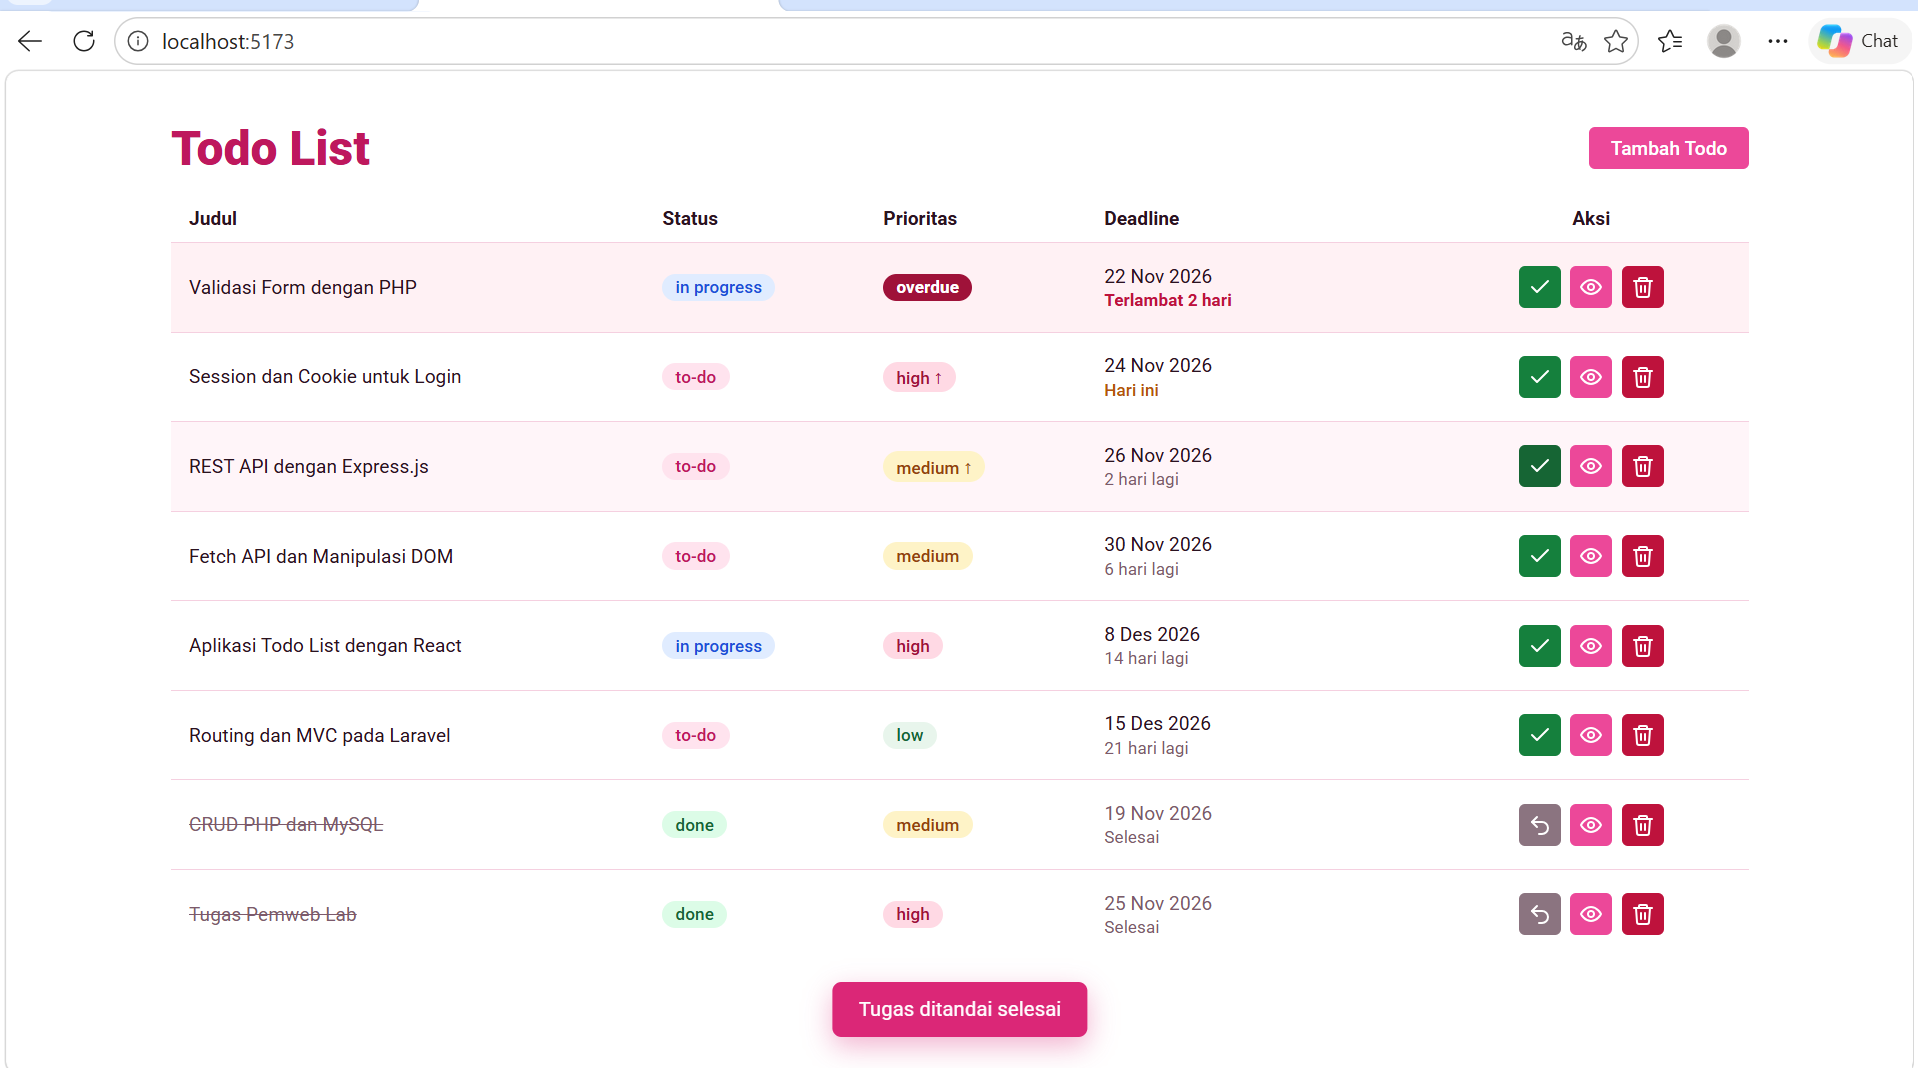 localhost:5173
Chat
Todo List
Tambah Todo
Judul Status Prioritas Deadline Aksi
Validasi Form dengan PHP in progress overdue 22 Nov 2026
Terlambat 2 hari
Session dan Cookie untuk Login to-do high ↑ 24 Nov 2026
Hari ini
REST API dengan Express.js to-do medium ↑ 26 Nov 2026
2 hari lagi
Fetch API dan Manipulasi DOM to-do medium 30 Nov 2026
6 hari lagi
Aplikasi Todo List dengan React in progress high 8 Des 2026
14 hari lagi
Routing dan MVC pada Laravel to-do low 15 Des 2026
21 hari lagi
CRUD PHP dan MySQL done medium 19 Nov 2026
Selesai
Tugas Pemweb Lab done high 25 Nov 2026
Selesai
Tugas ditandai selesai